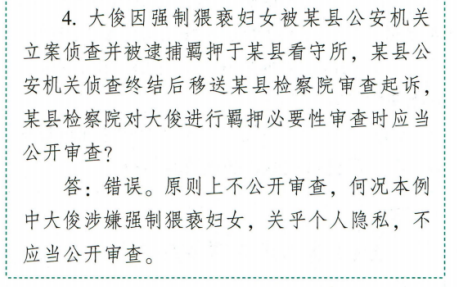 4. 大俊因强制猥亵妇女被某县公安机关
立案侦查并被逮捕羁押于某县看守所，某县公
安机关侦查终结后移送某县检察院审查起诉，
某县检察院对大俊进行羁押必要性审查时应当
公开审查？
答：错误。原则上不公开审查，何况本例
中大俊涉嫌强制猥亵妇女，关乎个人隐私，不
应当公开审查。